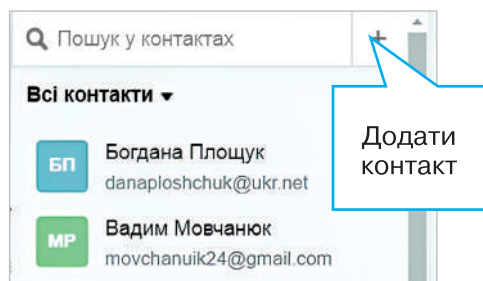 Пошук у контактах
+
Всі контакти
БП
Богдана Площук
danaploshchuk@ukr.net
МР
Вадим Мовчанюк
movchanuik24@gmail.com
Додати
контакт